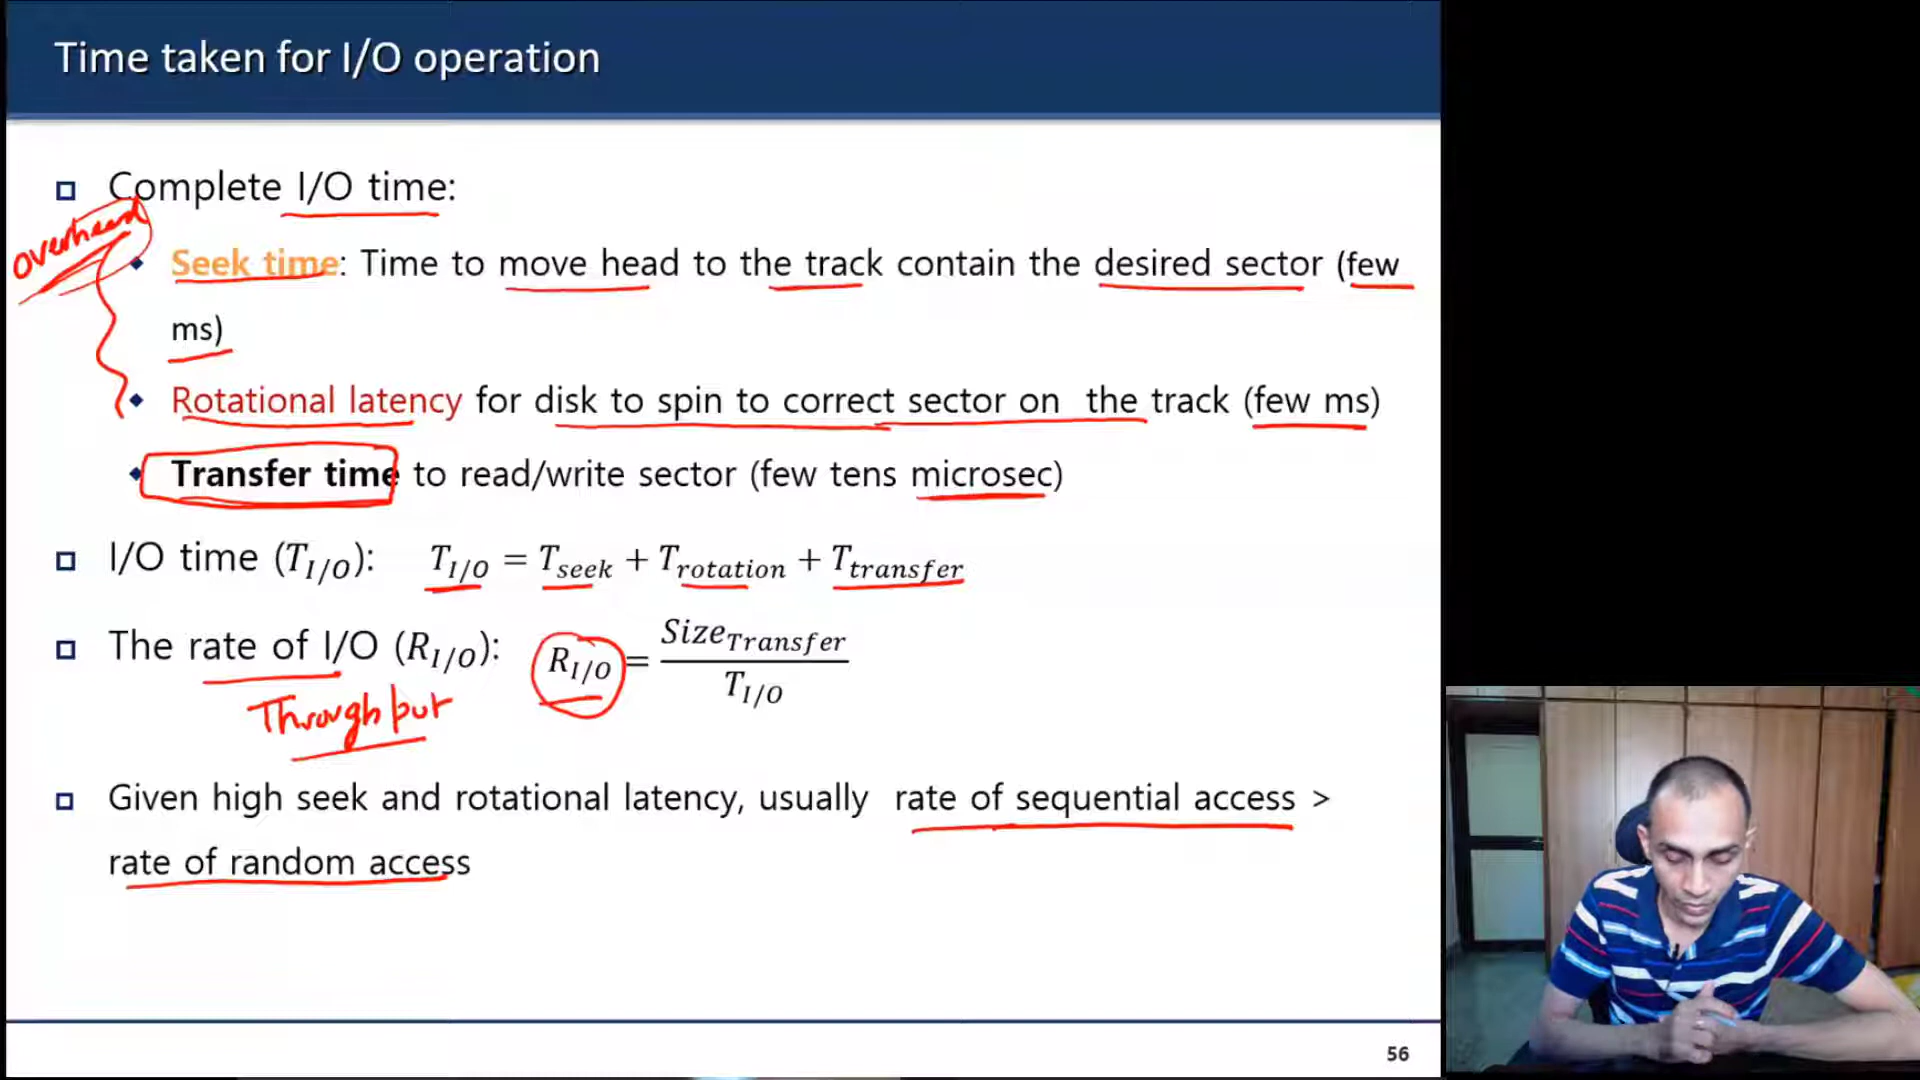 Time taken for I/O operation
Complete I/O time:
overhead
Seek time: Time to move head to the track contain the desired sector (few
ms)
Rotational latency for disk to spin to correct sector on the track (few ms)
Transfer time to read/write sector (few tens microsec)
I/O time (T_{I/O}): T_{I/O} = T_{seek} + T_{rotation} + T_{transfer}
The rate of I/O (R_{I/O}): R_{I/O} = Size_{Transfer} / T_{I/O}
Throughput
Given high seek and rotational latency, usually rate of sequential access >
rate of random access
56